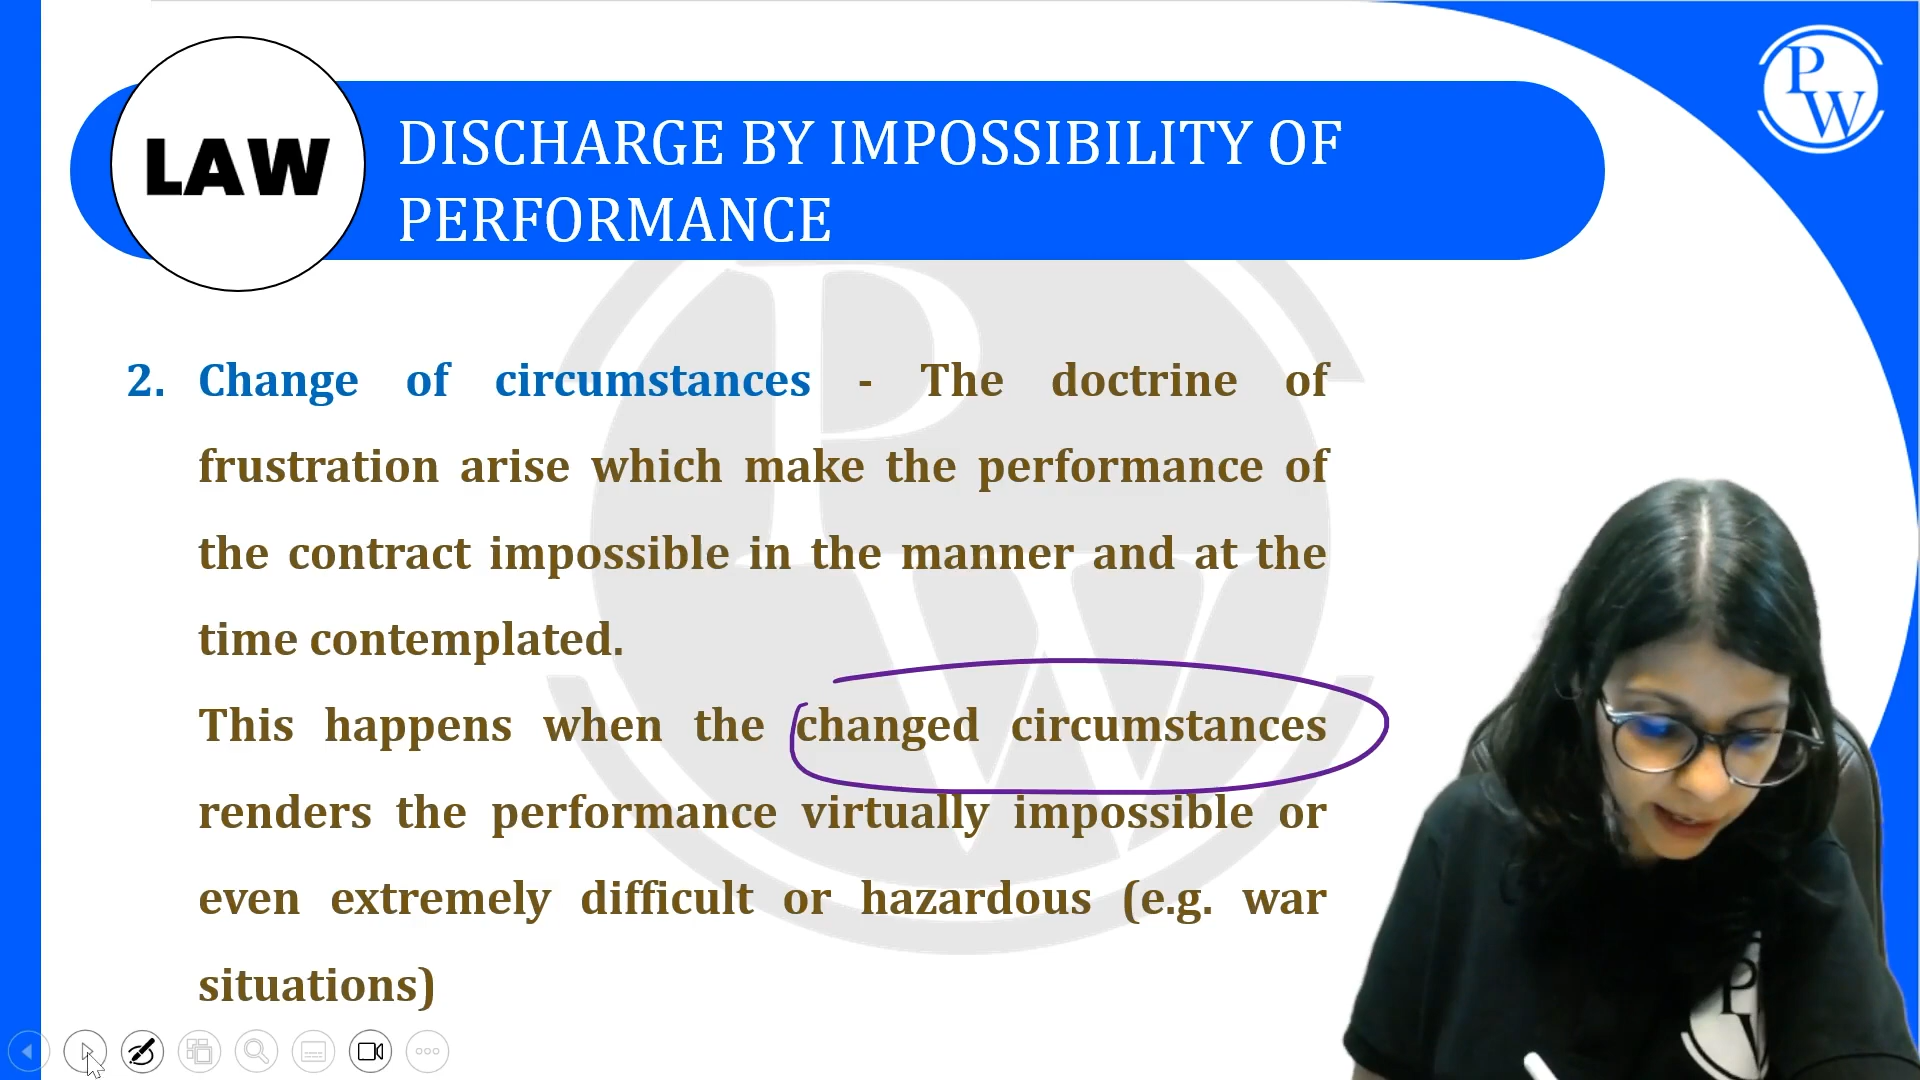 P
W
LAW
DISCHARGE BY IMPOSSIBILITY OF
PERFORMANCE
2. Change of circumstances - The doctrine of
frustration arise which make the performance of
the contract impossible in the manner and at the
time contemplated.
This happens when the changed circumstances
renders the performance virtually impossible or
even extremely difficult or hazardous (e.g. war
situations)
P
W
P
W